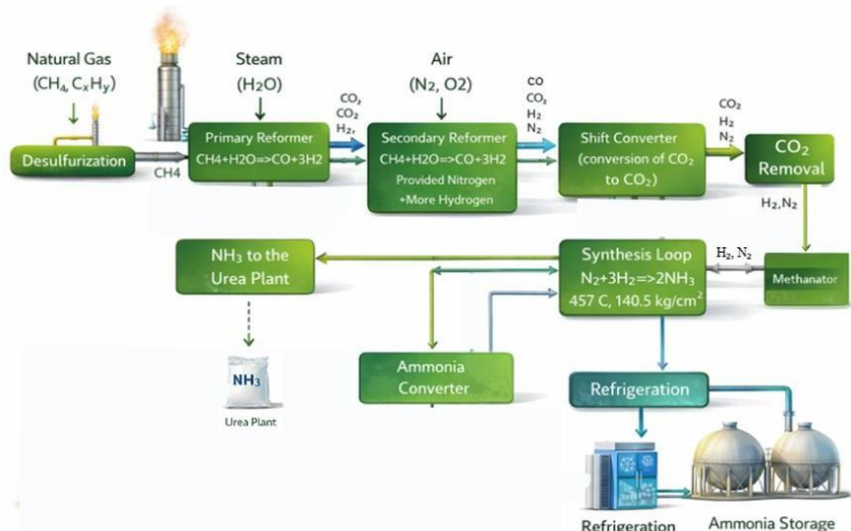 Natural Gas
(CH₄, CₓHᵧ)
Steam
(H2O)
Air
(N2, O2)
Desulfurization
CH4
Primary Reformer
CH4+H2O=>CO+3H2
CO₂
CO₂
H₂,
Secondary Reformer
CH4+H2O=>CO+3H2
Provided Nitrogen
+More Hydrogen
CO
CO₂
H₂
N₂
Shift Converter
(conversion of CO₂
to CO₂)
CO₂
H₂
N₂
CO₂
Removal
H₂,N₂
NH₃ to the
Urea Plant
Synthesis Loop
N₂+3H₂=>2NH₃
457 C, 140.5 kg/cm²
H₂, N₂
Methanator
NH₃
Urea Plant
Ammonia
Converter
Refrigeration
Refrigeration
Ammonia Storage